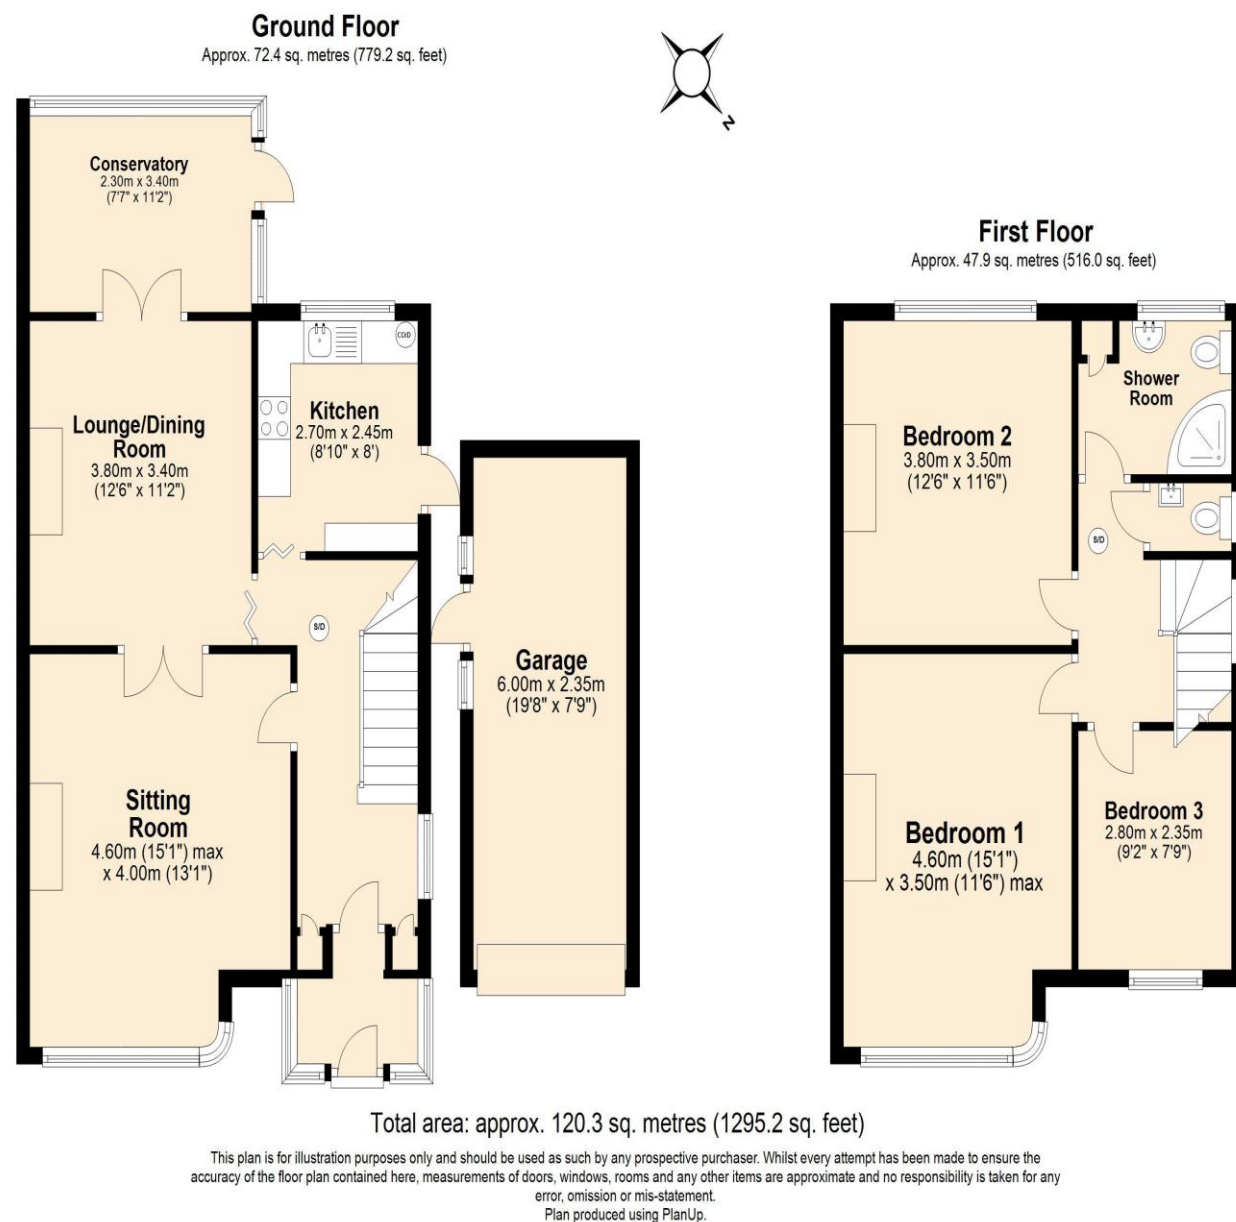 Ground Floor
Approx. 72.4 sq. metres (779.2 sq. feet)
Z
Conservatory
2.30m x 3.40m
(7'7" x 11'2")
First Floor
Approx. 47.9 sq. metres (516.0 sq. feet)
CO/D
Lounge/Dining
Room
3.80m x 3.40m
(12'6" x 11'2")
Kitchen
2.70m x 2.45m
(8'10" x 8')
Bedroom 2
3.80m x 3.50m
(12'6" x 11'6")
Shower
Room
S/D
S/D
Garage
6.00m x 2.35m
(19'8" x 7'9")
Sitting
Room
4.60m (15'1") max
x 4.00m (13'1")
Bedroom 1
4.60m (15'1")
x 3.50m (11'6") max
Bedroom 3
2.80m x 2.35m
(9'2" x 7'9")
Total area: approx. 120.3 sq. metres (1295.2 sq. feet)
This plan is for illustration purposes only and should be used as such by any prospective purchaser. Whilst every attempt has been made to ensure the
accuracy of the floor plan contained here, measurements of doors, windows, rooms and any other items are approximate and no responsibility is taken for any
error, omission or mis-statement.
Plan produced using PlanUp.